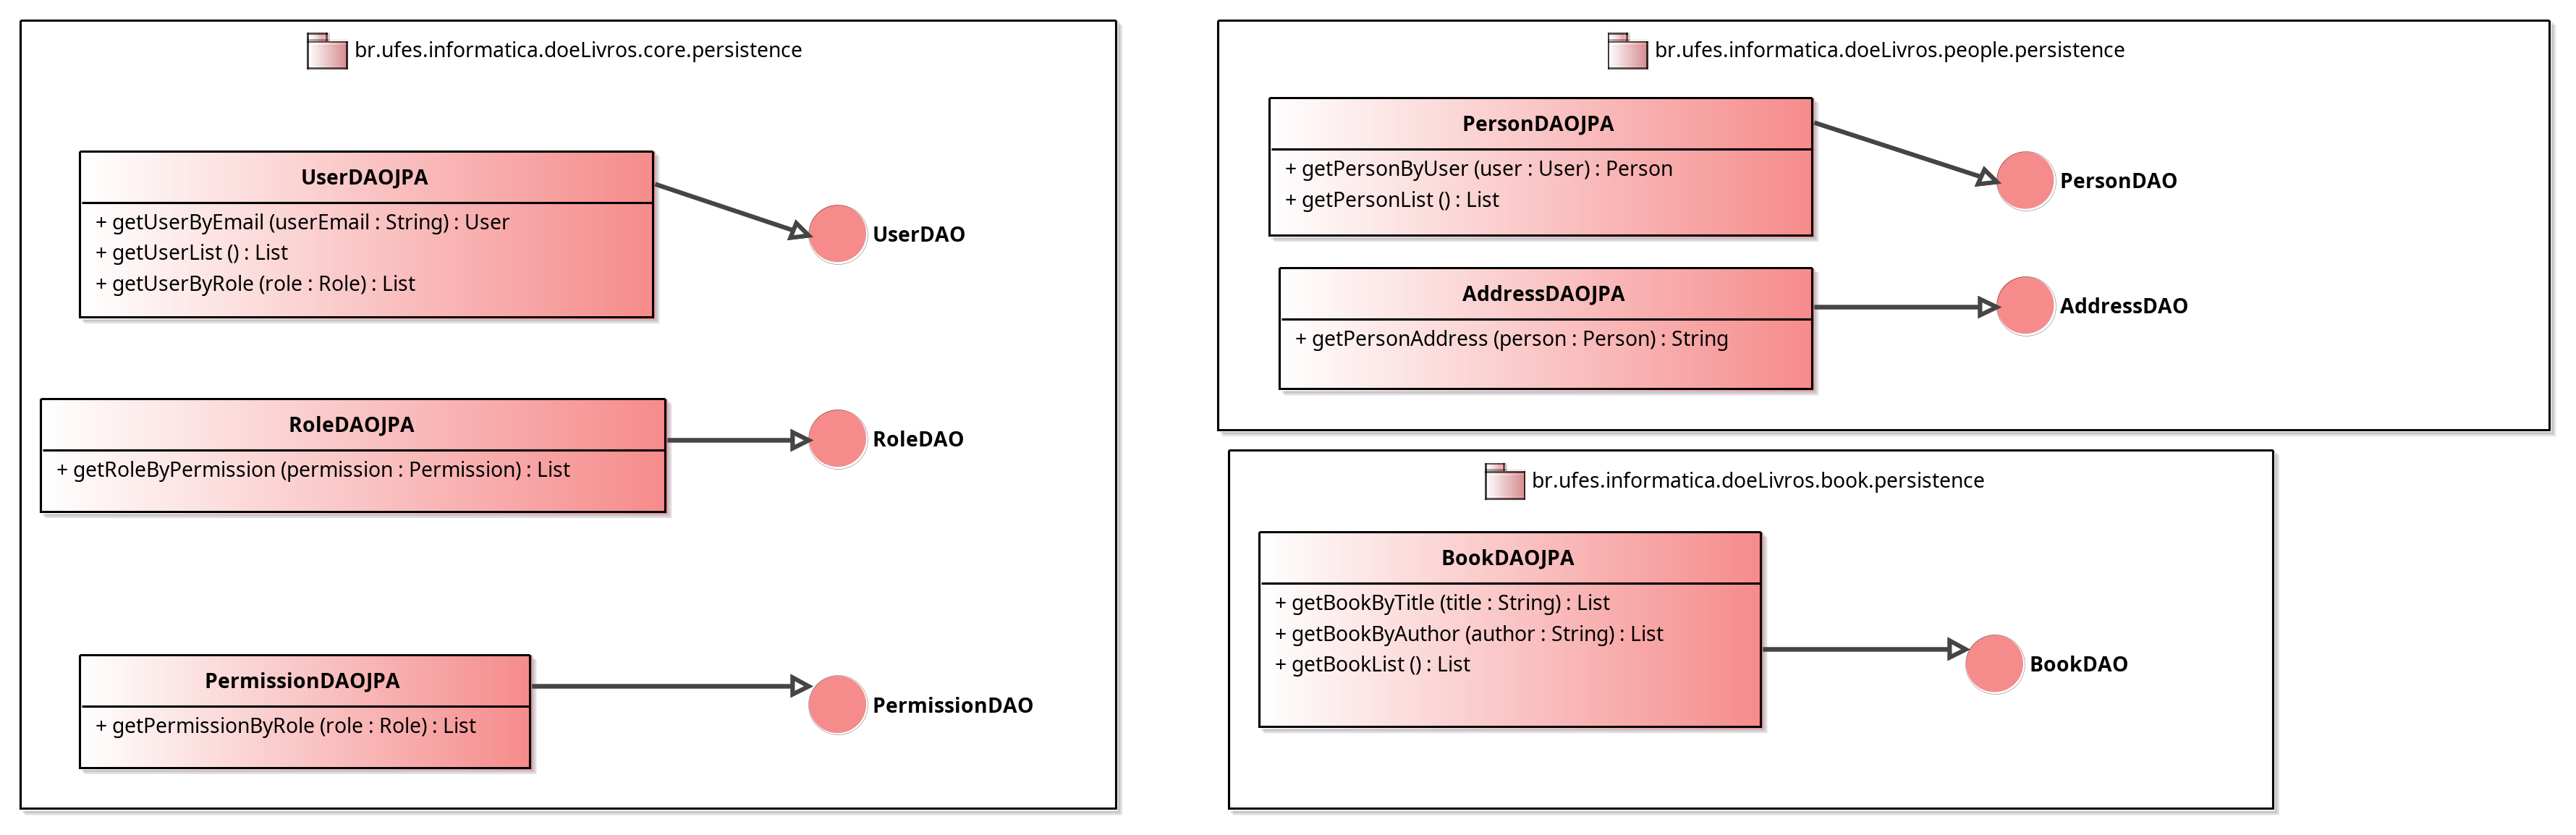 br.ufes.informatica.doeLivros.core.persistence
UserDAOJPA
+ getUserByEmail (userEmail : String) : User
+ getUserList () : List
+ getUserByRole (role : Role) : List
UserDAO
RoleDAOJPA
+ getRoleByPermission (permission : Permission) : List
RoleDAO
PermissionDAOJPA
+ getPermissionByRole (role : Role) : List
PermissionDAO
br.ufes.informatica.doeLivros.people.persistence
PersonDAOJPA
+ getPersonByUser (user : User) : Person
+ getPersonList () : List
PersonDAO
AddressDAOJPA
+ getPersonAddress (person : Person) : String
AddressDAO
br.ufes.informatica.doeLivros.book.persistence
BookDAOJPA
+ getBookByTitle (title : String) : List
+ getBookByAuthor (author : String) : List
+ getBookList () : List
BookDAO